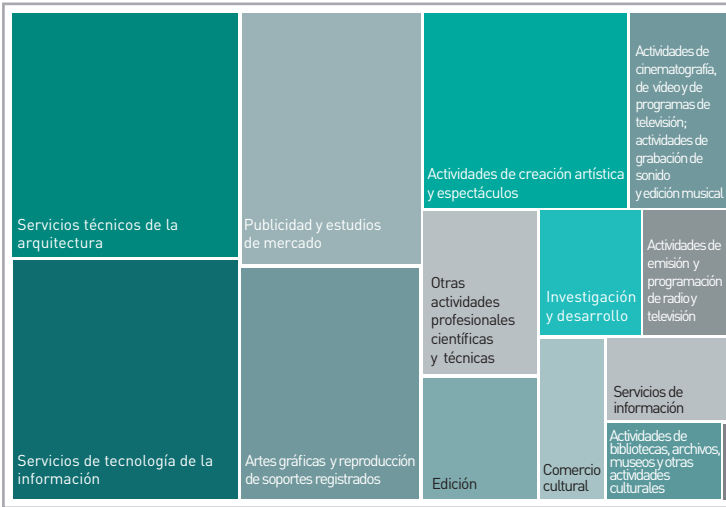 Servicios técnicos de la
arquitectura
Servicios de tecnología de la
información
Publicidad y estudios
de mercado
Artes gráficas y reproducción
de soportes registrados
Actividades de creación artística
y espectáculos
Actividades de
cinematografía,
de vídeo y de
programas de
televisión;
actividades de
grabación de
sonido
y edición musical
Otras
actividades
profesionales
científicas
y técnicas
Investigación
y desarrollo
Actividades de
emisión y
programación
de radio y
televisión
Edición
Comercio
cultural
Servicios de
información
Actividades de
bibliotecas, archivos,
museos y otras
actividades
culturales